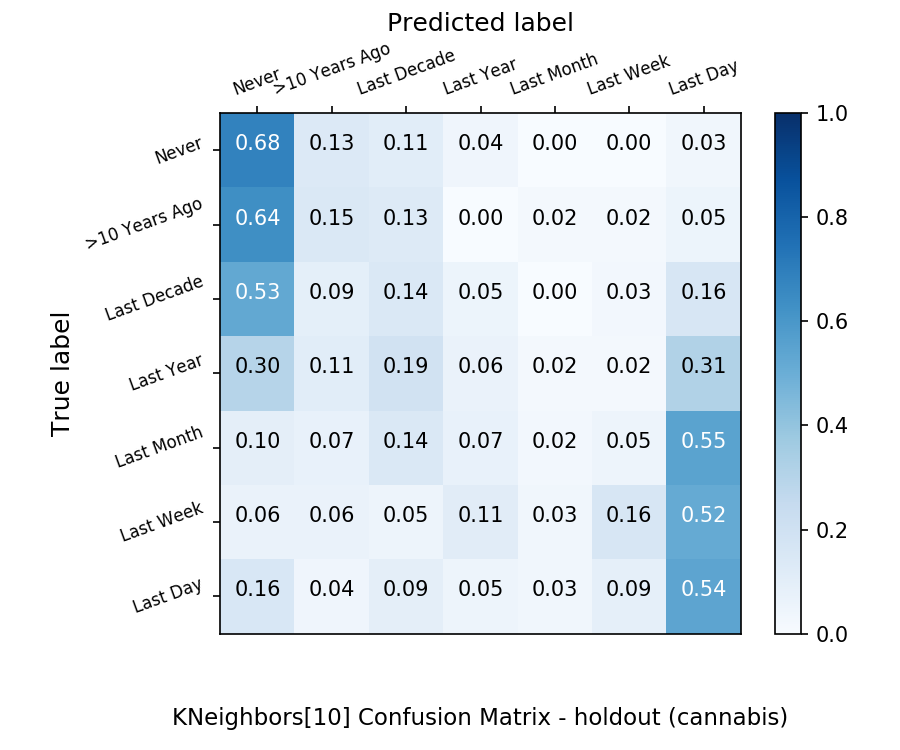 Predicted label
Never >10 Years Ago Last Decade Last Year Last Month Last Week Last Day
True label
Never 0.68 0.13 0.11 0.04 0.00 0.00 0.03
>10 Years Ago 0.64 0.15 0.13 0.00 0.02 0.02 0.05
Last Decade 0.53 0.09 0.14 0.05 0.00 0.03 0.16
Last Year 0.30 0.11 0.19 0.06 0.02 0.02 0.31
Last Month 0.10 0.07 0.14 0.07 0.02 0.05 0.55
Last Week 0.06 0.06 0.05 0.11 0.03 0.16 0.52
Last Day 0.16 0.04 0.09 0.05 0.03 0.09 0.54
1.0
0.8
0.6
0.4
0.2
0.0
KNeighbors[10] Confusion Matrix - holdout (cannabis)